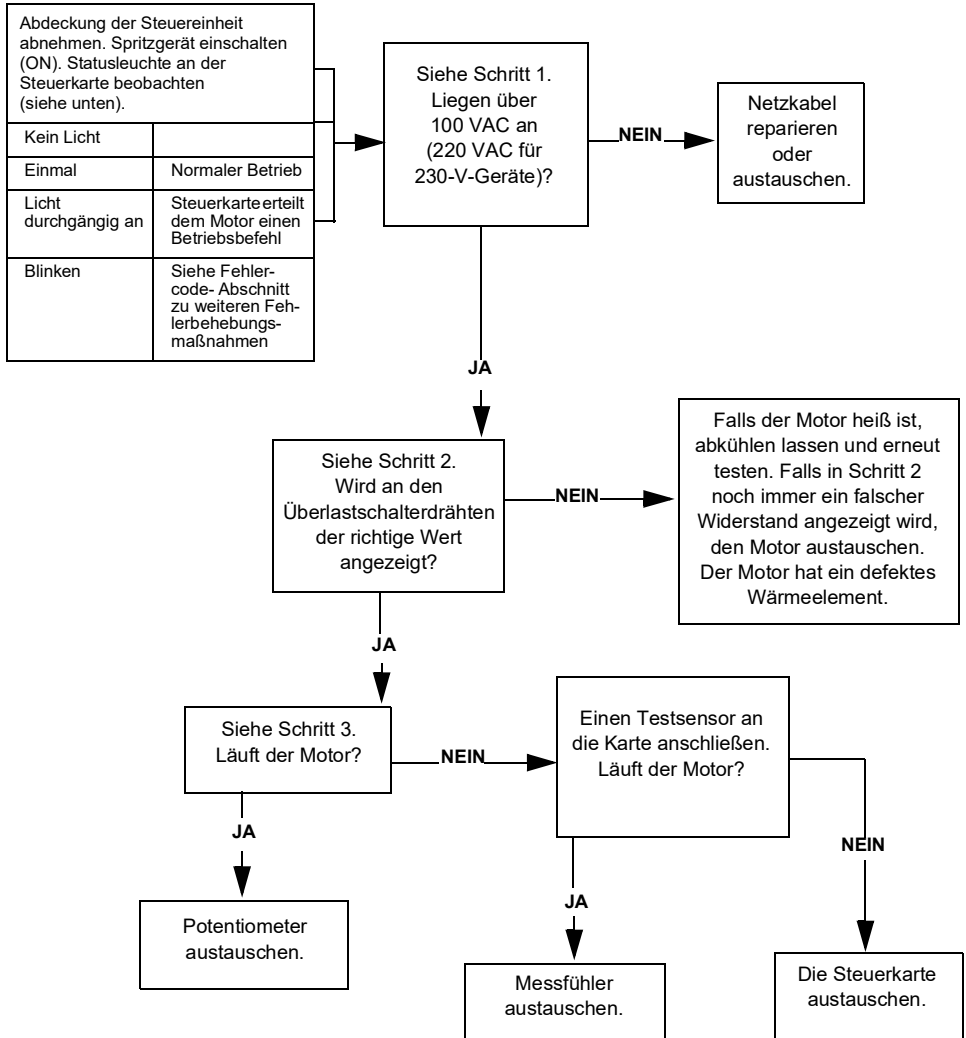 Abdeckung der Steuereinheit
abnehmen. Spritzgerät einschalten
(ON). Statusleuchte an der
Steuerkarte beobachten
(siehe unten).
Kein Licht
Einmal
Normaler Betrieb
Licht
durchgängig an
Steuerkarteerteilt
dem Motor einen
Betriebsbefehl
Blinken
Siehe Fehler-
code- Abschnitt
zu weiteren Feh-
lerbehebungs-
maßnahmen
Siehe Schritt 1.
Liegen über
100 VAC an
(220 VAC für
230-V-Geräte)?
NEIN
Netzkabel
reparieren
oder
austauschen.
JA
Siehe Schritt 2.
Wird an den
Überlastschalterdrähten
der richtige Wert
angezeigt?
NEIN
Falls der Motor heiß ist,
abkühlen lassen und erneut
testen. Falls in Schritt 2
noch immer ein falscher
Widerstand angezeigt wird,
den Motor austauschen.
Der Motor hat ein defektes
Wärmeelement.
JA
Siehe Schritt 3.
Läuft der Motor?
NEIN
Einen Testsensor an
die Karte anschließen.
Läuft der Motor?
JA
NEIN
JA
Potentiometer
austauschen.
Messfühler
austauschen.
Die Steuerkarte
austauschen.